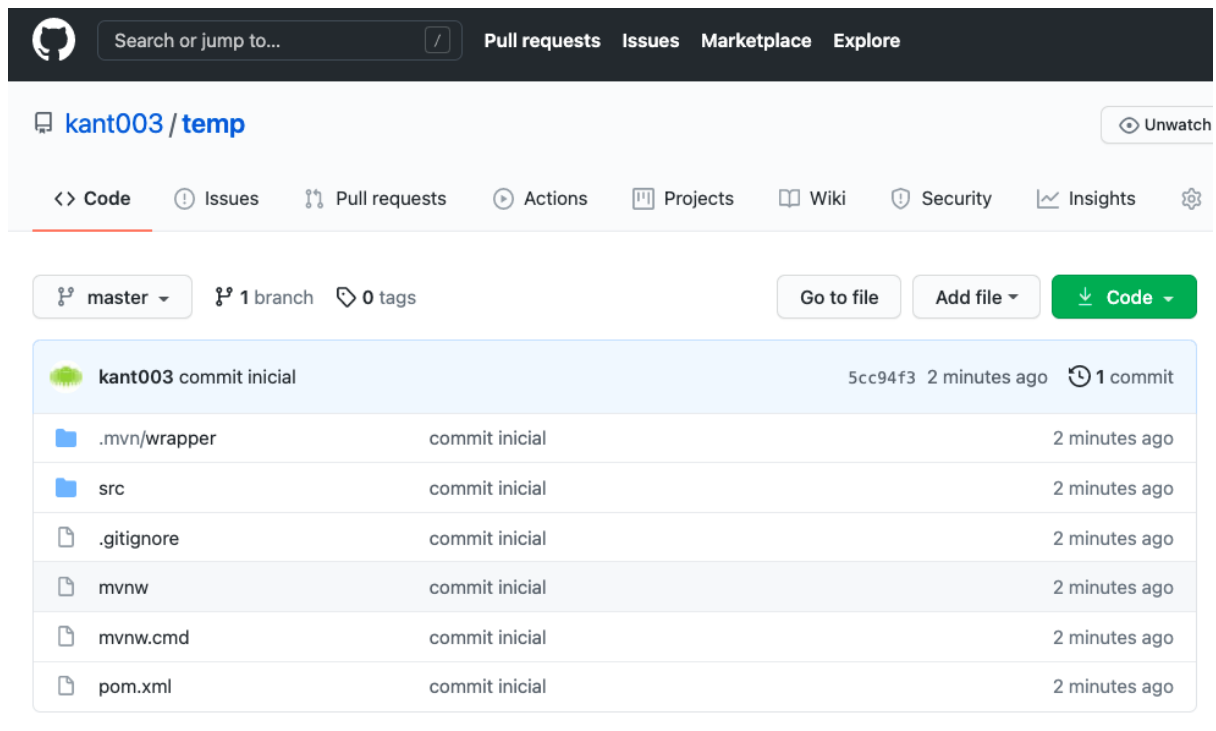 Search or jump to... / Pull requests Issues Marketplace Explore
kant003 / temp Unwatch
<> Code Issues Pull requests Actions Projects Wiki Security Insights
master 1 branch 0 tags Go to file Add file Code
kant003 commit inicial 5cc94f3 2 minutes ago 1 commit
.mvn/wrapper commit inicial 2 minutes ago
src commit inicial 2 minutes ago
.gitignore commit inicial 2 minutes ago
mvnw commit inicial 2 minutes ago
mvnw.cmd commit inicial 2 minutes ago
pom.xml commit inicial 2 minutes ago